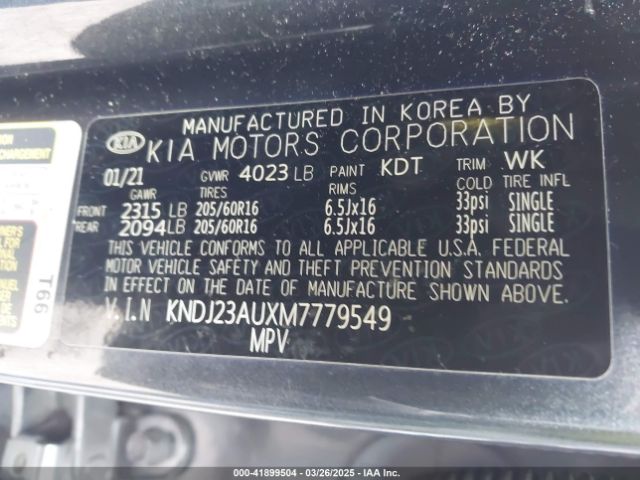 MANUFACTURED IN KOREA BY
KIA KIA MOTORS CORPORATION
01/21 GVWR 4023 LB PAINT KDT TRIM WK
GAWR TIRES RIMS COLD TIRE INFL
FRONT 2315 LB 205/60R16 6.5Jx16 33psi SINGLE
REAR 2094 LB 205/60R16 6.5Jx16 33psi SINGLE
THIS VEHICLE CONFORMS TO ALL APPLICABLE U.S.A. FEDERAL
MOTOR VEHICLE SAFETY AND THEFT PREVENTION STANDARDS
IN EFFECT ON THE DATE OF MANUFACTURE SHOWN ABOVE.
V.I.N KNDJ23AUXM7779549
MPV
T66
000-41899504 - 03/26/2025 - IAA Inc.